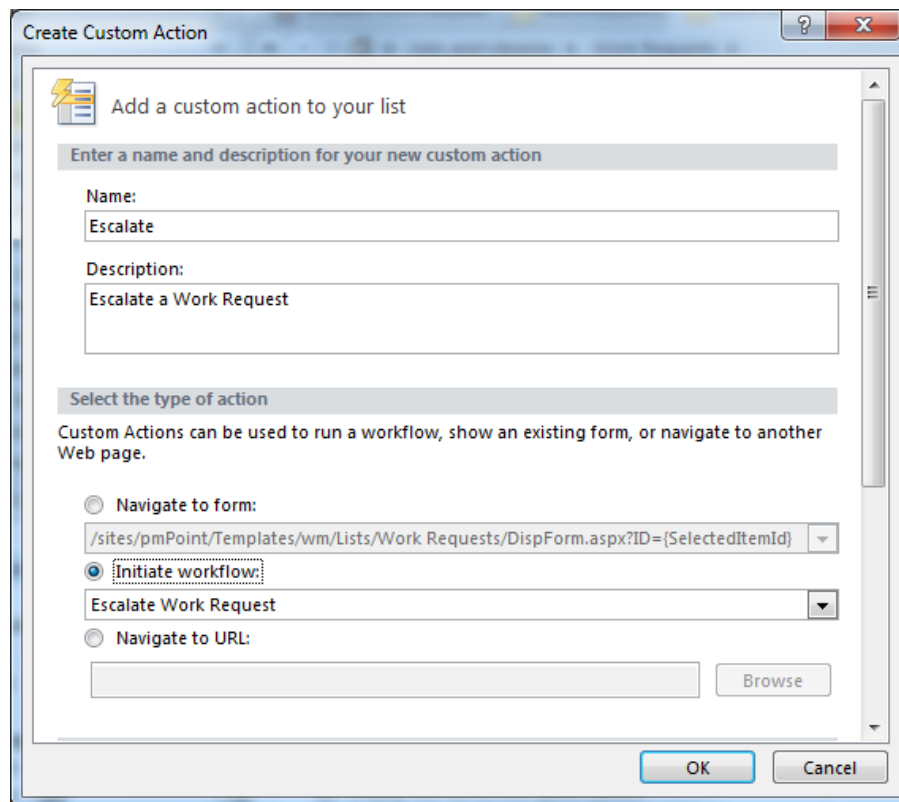 Create Custom Action
?
X
Add a custom action to your list
Enter a name and description for your new custom action
Name:
Escalate
Description:
Escalate a Work Request
Select the type of action
Custom Actions can be used to run a workflow, show an existing form, or navigate to another
Web page.
Navigate to form:
/sites/pmPoint/Templates/wm/Lists/Work Requests/DispForm.aspx?ID={SelectedItemId}
Initiate workflow:
Escalate Work Request
Navigate to URL:
Browse
OK
Cancel